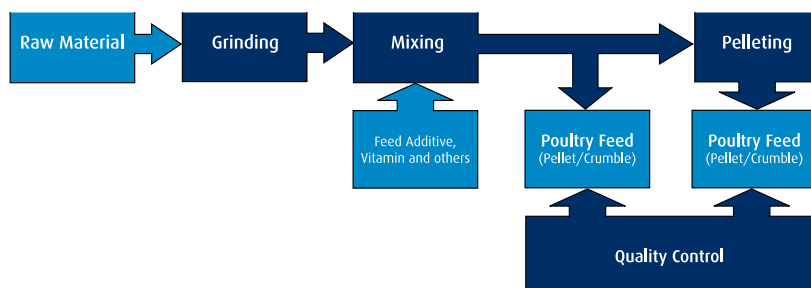 Raw Material
Grinding
Mixing
Pelleting
Feed Additive,
Vitamin and others
Poultry Feed
(Pellet/Crumble)
Poultry Feed
(Pellet/Crumble)
Quality Control